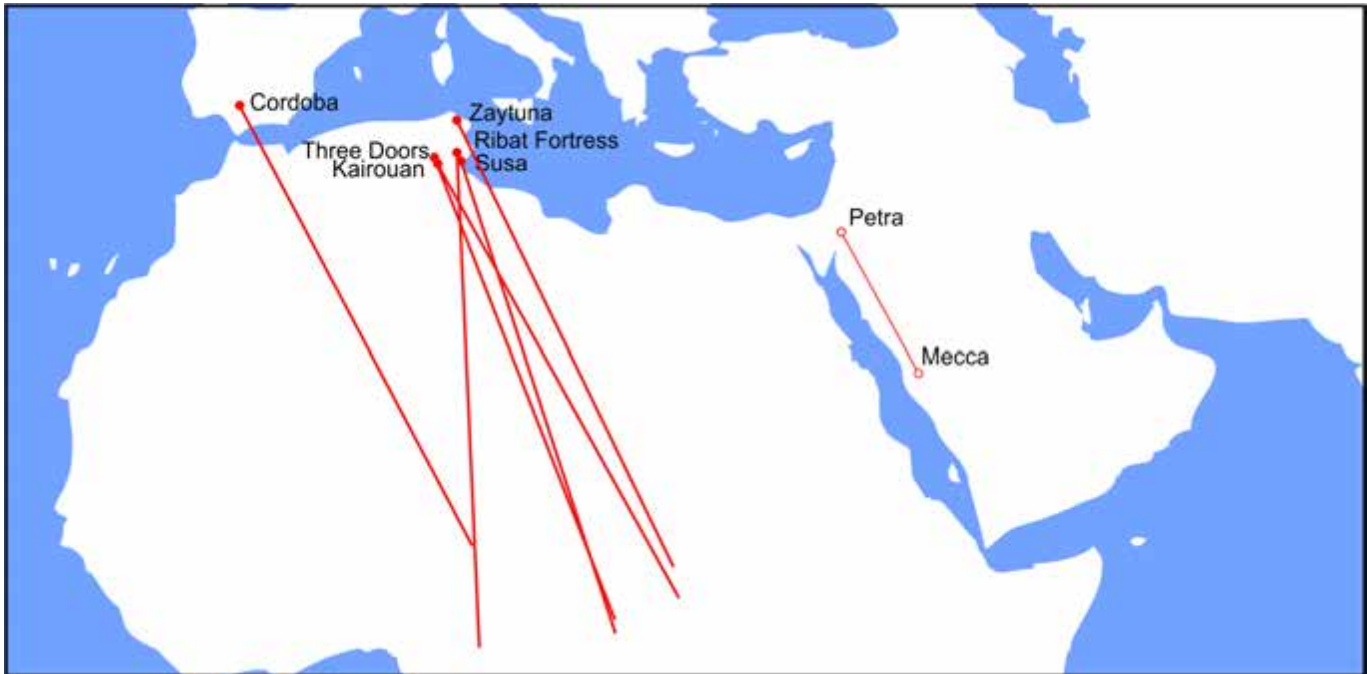 Cordoba
Zaytuna
Ribat Fortress
Three Doors
Susa
Kairouan
Petra
Mecca